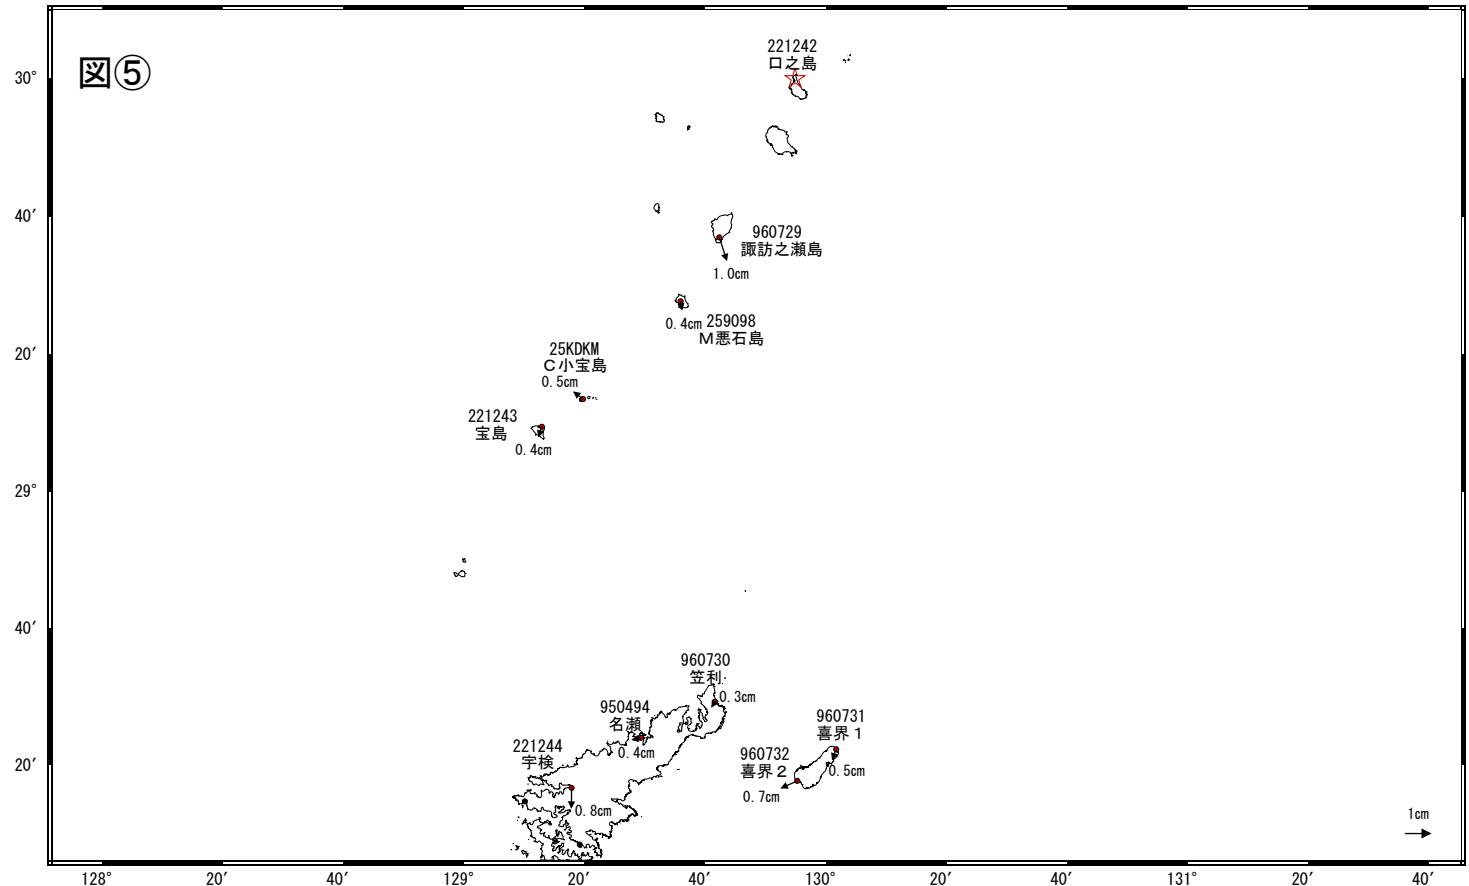 図⑤
221242
口之島
30°
40′
960729
諏訪之瀬島
1.0cm
0.4cm 259098
M悪石島
20′
25KDKM
C小宝島
0.5cm
221243
宝島
0.4cm
29°
40′
960730
笠利
0.3cm
950494
名瀬
0.4cm
960731
喜界1
0.5cm
221244
宇検
0.8cm
960732
喜界2
0.7cm
20′
1cm
128°
20′
40′
129°
20′
40′
130°
20′
40′
131°
20′
40′